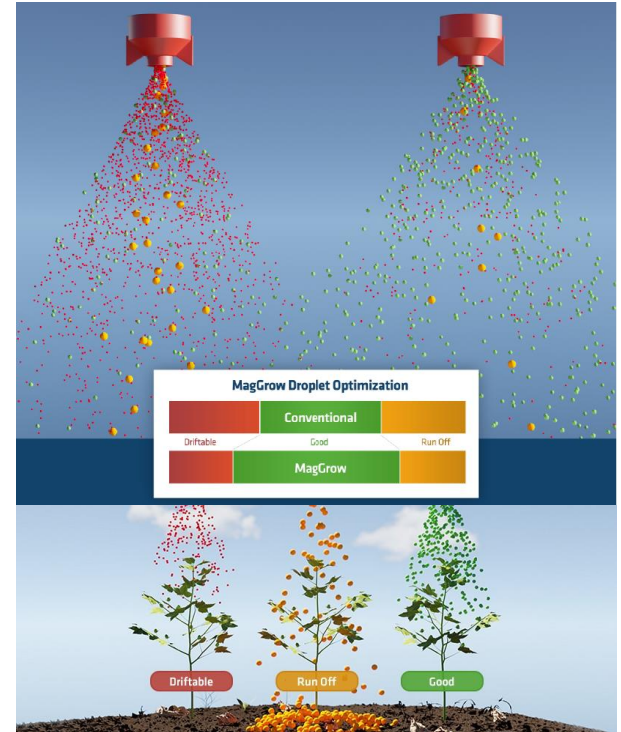 MagGrow Droplet Optimization
Conventional
Driftable Good Run Off
MagGrow
Driftable Run Off Good